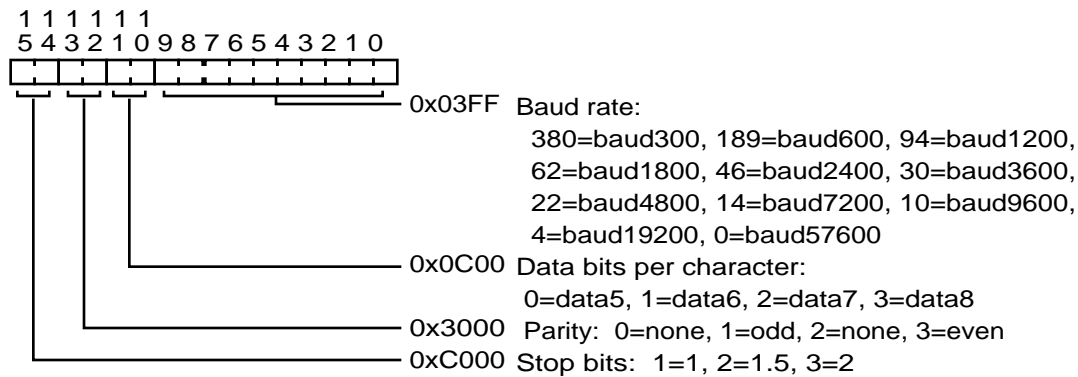 1 1 1 1 1 1
5 4 3 2 1 0 9 8 7 6 5 4 3 2 1 0
0x03FF Baud rate:
380=baud300, 189=baud600, 94=baud1200,
62=baud1800, 46=baud2400, 30=baud3600,
22=baud4800, 14=baud7200, 10=baud9600,
4=baud19200, 0=baud57600
0x0C00 Data bits per character:
0=data5, 1=data6, 2=data7, 3=data8
0x3000 Parity: 0=none, 1=odd, 2=none, 3=even
0xC000 Stop bits: 1=1, 2=1.5, 3=2